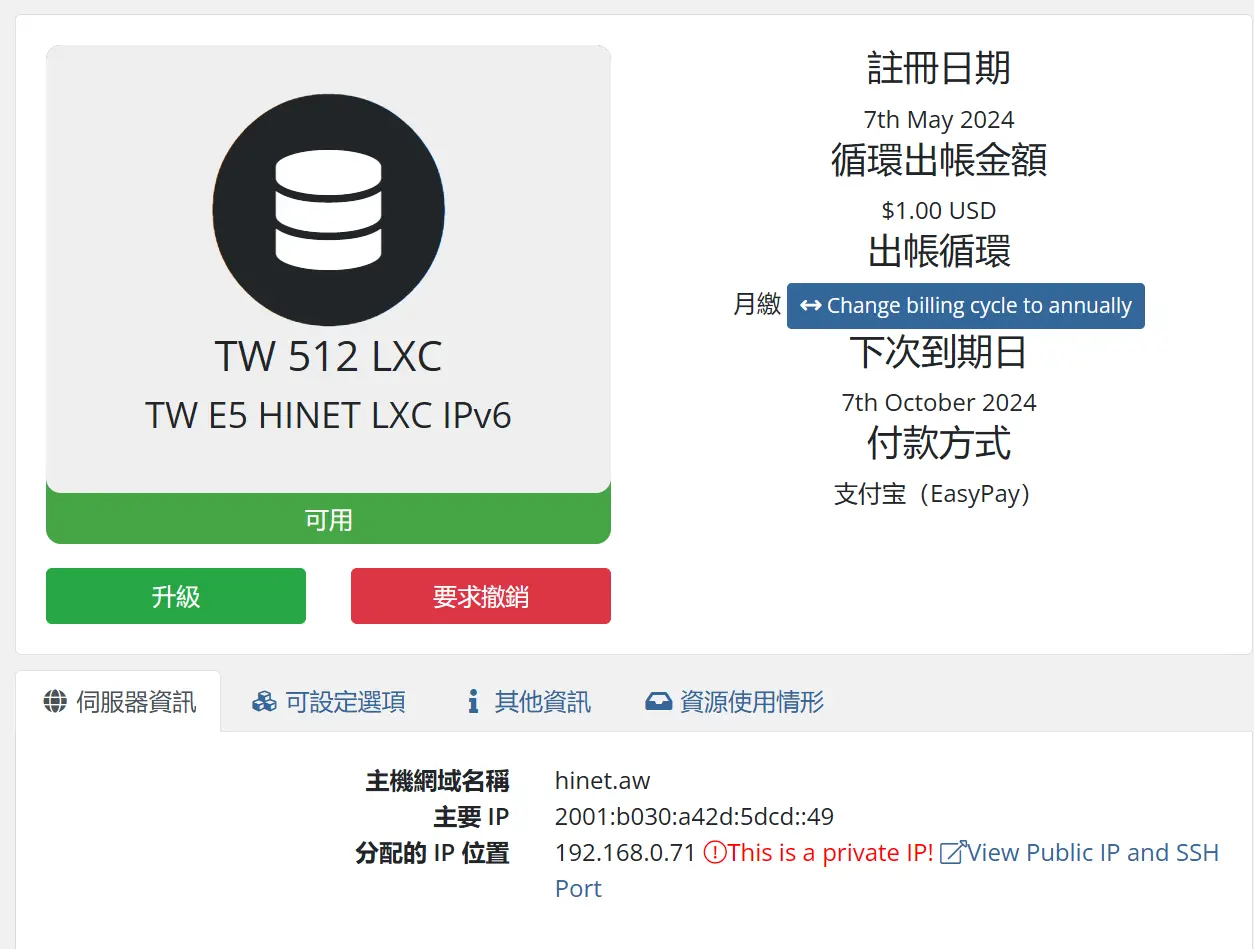 TW 512 LXC
TW E5 HINET LXC IPv6
可用
升級
要求撤銷
註冊日期
7th May 2024
循環出帳金額
$1.00 USD
出帳循環
月繳 Change billing cycle to annually
下次到期日
7th October 2024
付款方式
支付宝（EasyPay）
伺服器資訊
可設定選項
其他資訊
資源使用情形
主機網域名稱 hinet.aw
主要 IP 2001:b030:a42d:5dcd::49
分配的 IP 位置 192.168.0.71 This is a private IP! View Public IP and SSH
Port